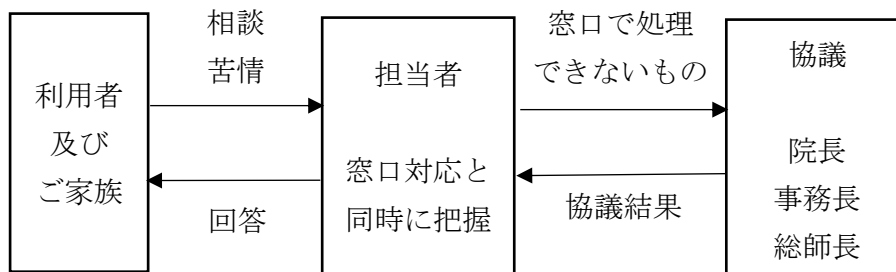 利用者
及び
ご家族
相談
苦情
回答
担当者
窓口対応と
同時に把握
窓口で処理
できないもの
協議結果
協議
院長
事務長
総師長